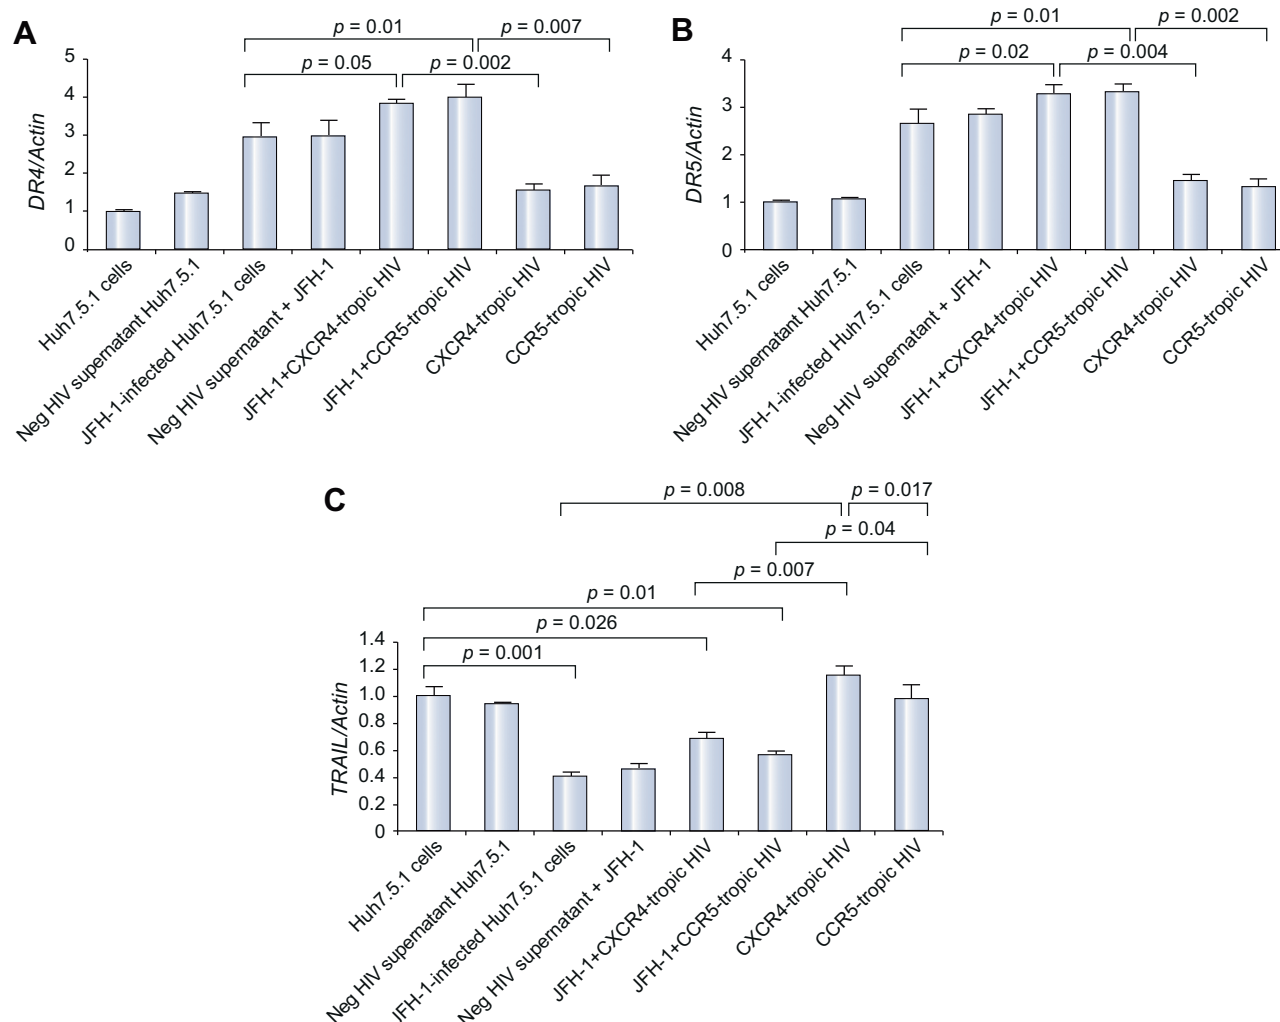 A
p = 0.01
p = 0.007
p = 0.05
p = 0.002
DR4/Actin
5
4
3
2
1
0
Huh7.5.1 cells
Neg HIV supernatant Huh7.5.1
JFH-1-infected Huh7.5.1 cells
Neg HIV supernatant + JFH-1
JFH-1+CXCR4-tropic HIV
JFH-1+CCR5-tropic HIV
CXCR4-tropic HIV
CCR5-tropic HIV
B
p = 0.01
p = 0.002
p = 0.02
p = 0.004
DR5/Actin
4
3
2
1
0
Huh7.5.1 cells
Neg HIV supernatant Huh7.5.1
JFH-1-infected Huh7.5.1 cells
Neg HIV supernatant + JFH-1
JFH-1+CXCR4-tropic HIV
JFH-1+CCR5-tropic HIV
CXCR4-tropic HIV
CCR5-tropic HIV
C
p = 0.008
p = 0.017
p = 0.04
p = 0.007
p = 0.01
p = 0.026
p = 0.001
TRAIL/Actin
1.4
1.2
1.0
0.8
0.6
0.4
0.2
0
Huh7.5.1 cells
Neg HIV supernatant Huh7.5.1
JFH-1-infected Huh7.5.1 cells
Neg HIV supernatant + JFH-1
JFH-1+CXCR4-tropic HIV
JFH-1+CCR5-tropic HIV
CXCR4-tropic HIV
CCR5-tropic HIV